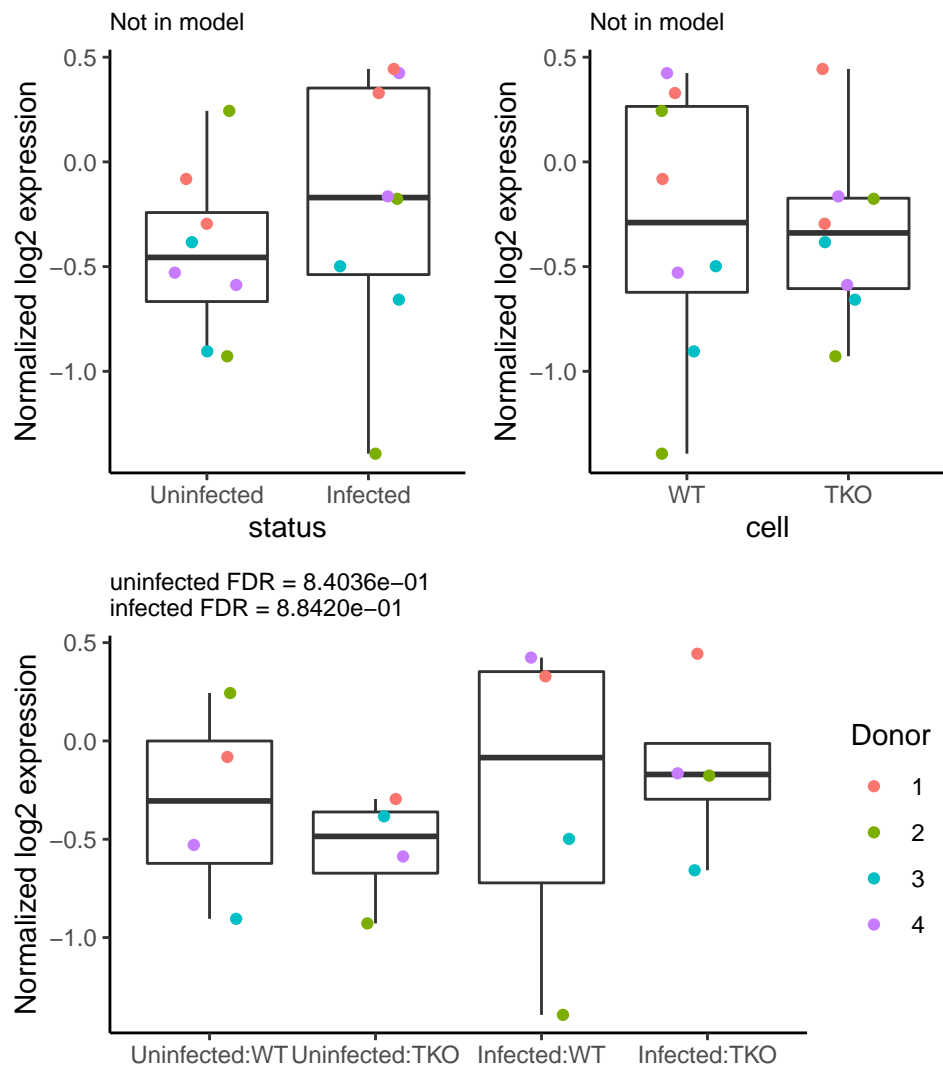 Not in model
Normalized log2 expression
0.5
0.0
−0.5
−1.0
Uninfected
Infected
status
Not in model
Normalized log2 expression
0.5
0.0
−0.5
−1.0
WT
TKO
cell
uninfected FDR = 8.4036e−01
infected FDR = 8.8420e−01
Normalized log2 expression
0.5
0.0
−0.5
−1.0
Uninfected:WT
Uninfected:TKO
Infected:WT
Infected:TKO
Donor
1
2
3
4